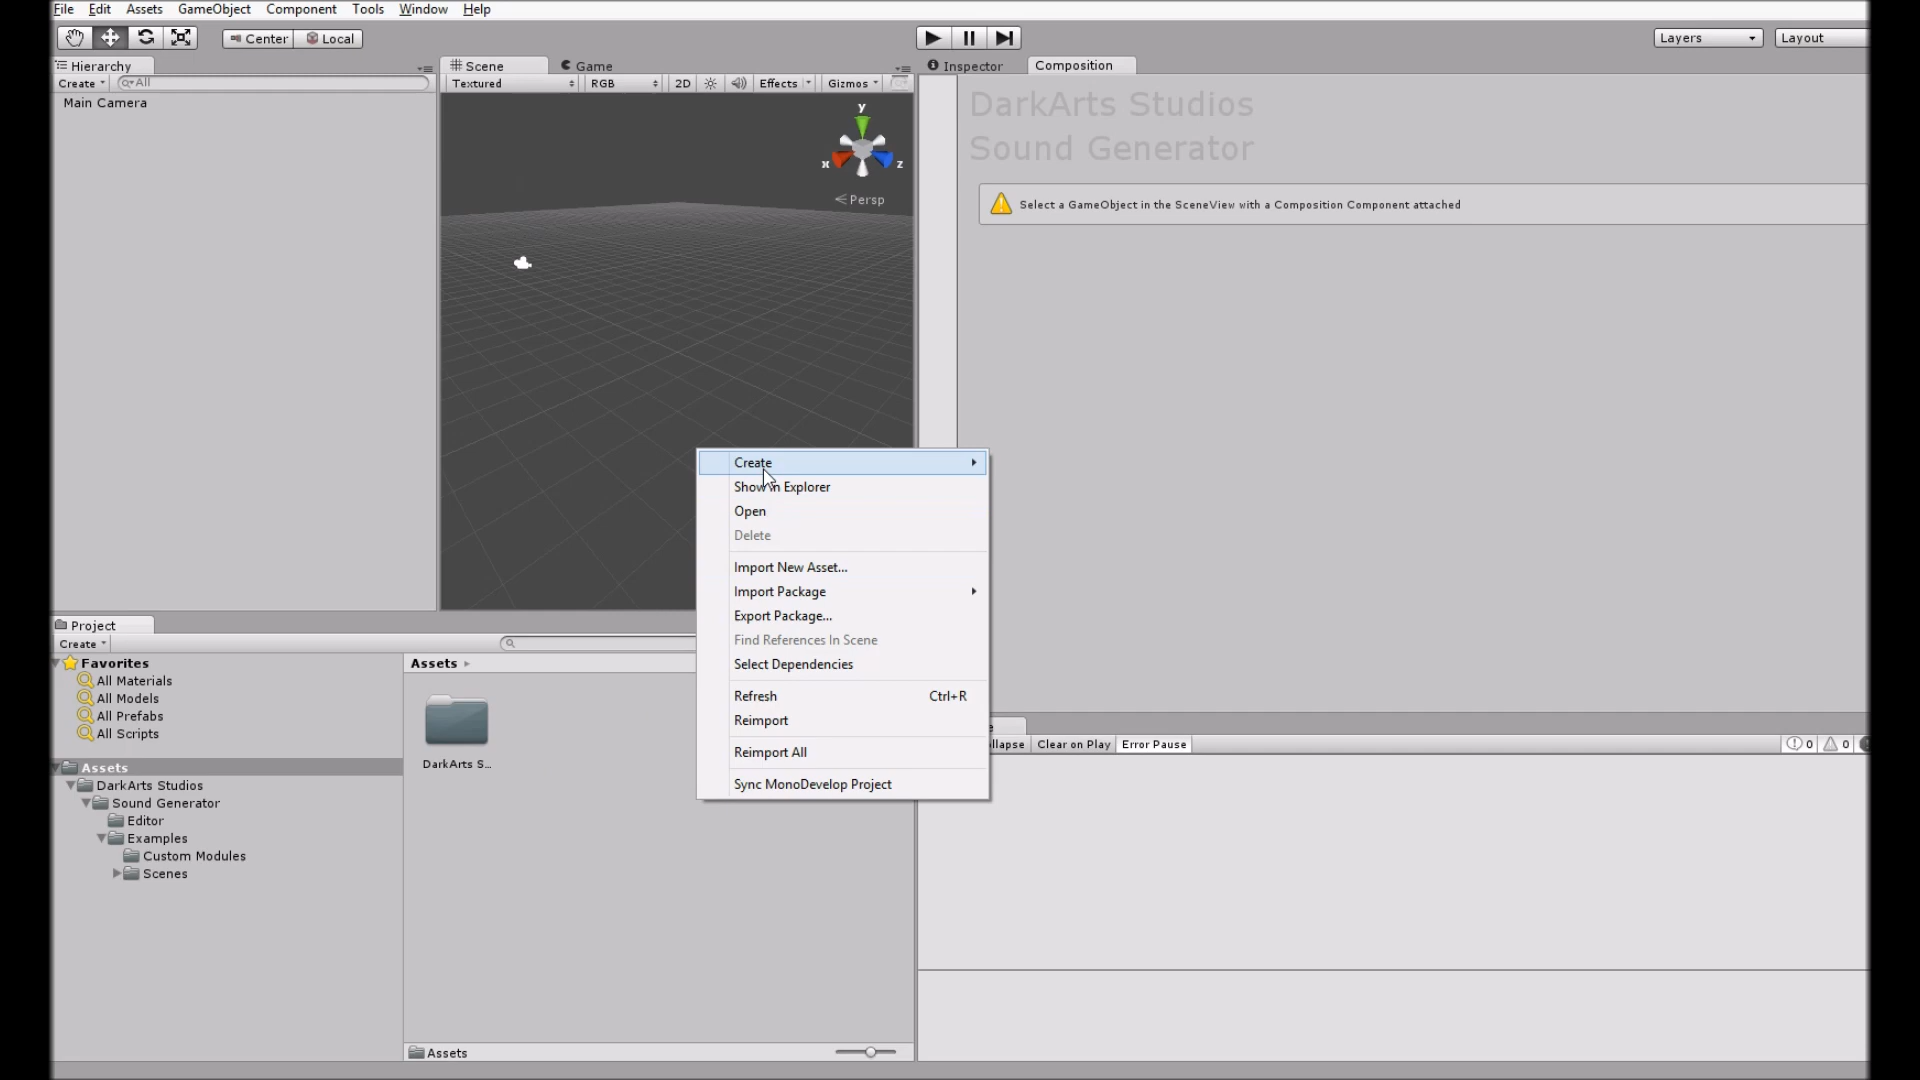 File Edit Assets GameObject Component Tools Window Help
Center Local Layers Layout
Hierarchy
Create All
Main Camera
Scene Game
Textured RGB 2D Effects Gizmos
y
x z
Persp
Inspector Composition
DarkArts Studios
Sound Generator
Select a GameObject in the SceneView with a Composition Component attached
Create
Show in Explorer
Open
Delete
Import New Asset...
Import Package
Export Package...
Find References In Scene
Select Dependencies
Refresh Ctrl+R
Reimport
Reimport All
Sync MonoDevelop Project
Project
Create
Favorites
All Materials
All Models
All Prefabs
All Scripts
Assets
DarkArts Studios
Sound Generator
Editor
Examples
Custom Modules
Scenes
Assets
DarkArts S...
Assets
Clear on Play Error Pause 0 0